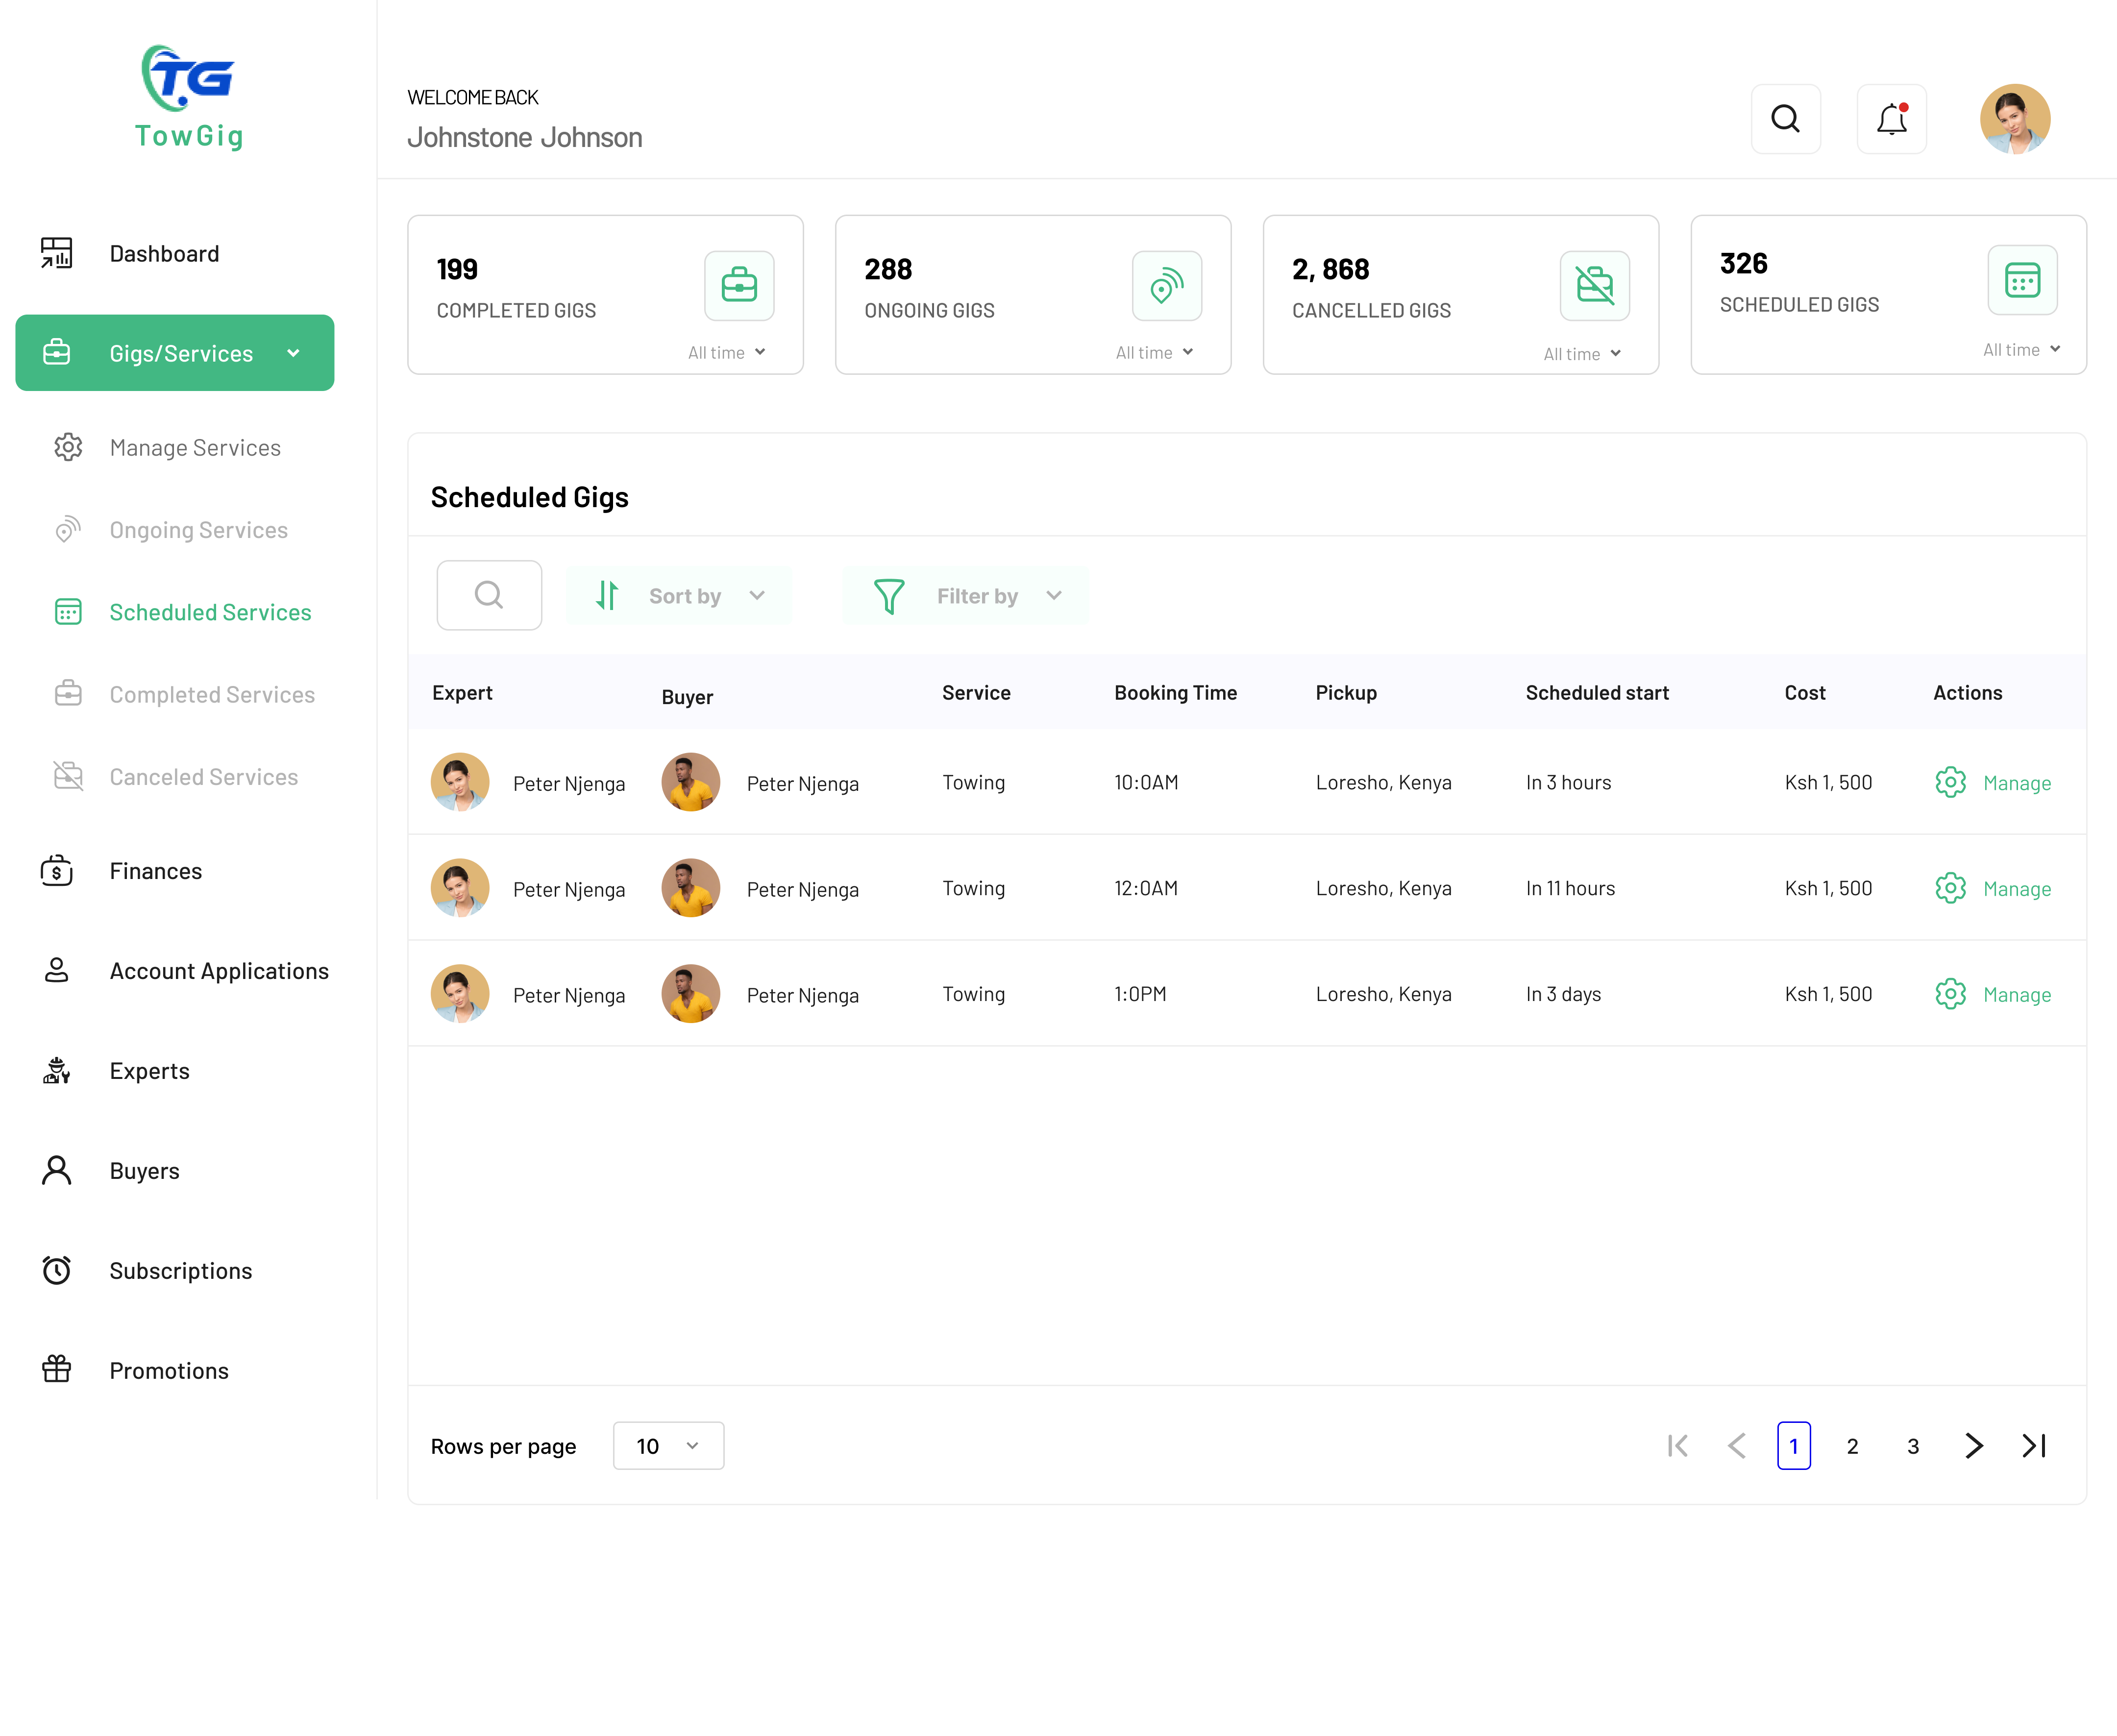 TG
TowGig
WELCOME BACK
Johnstone Johnson
Dashboard
Gigs/Services
Manage Services
Ongoing Services
Scheduled Services
Completed Services
Canceled Services
Finances
Account Applications
Experts
Buyers
Subscriptions
Promotions
199
COMPLETED GIGS
All time
288
ONGOING GIGS
All time
2, 868
CANCELLED GIGS
All time
326
SCHEDULED GIGS
All time
Scheduled Gigs
Sort by
Filter by
Expert Buyer Service Booking Time Pickup Scheduled start Cost Actions
Peter Njenga Peter Njenga Towing 10:0AM Loresho, Kenya In 3 hours Ksh 1, 500 Manage
Peter Njenga Peter Njenga Towing 12:0AM Loresho, Kenya In 11 hours Ksh 1, 500 Manage
Peter Njenga Peter Njenga Towing 1:0PM Loresho, Kenya In 3 days Ksh 1, 500 Manage
Rows per page 10 1 2 3